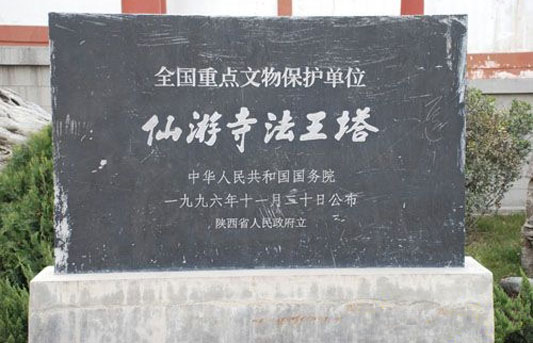 全国重点文物保护单位
仙游寺法王塔
中华人民共和国国务院
一九九六年十一月二十日公布
陕西省人民政府立